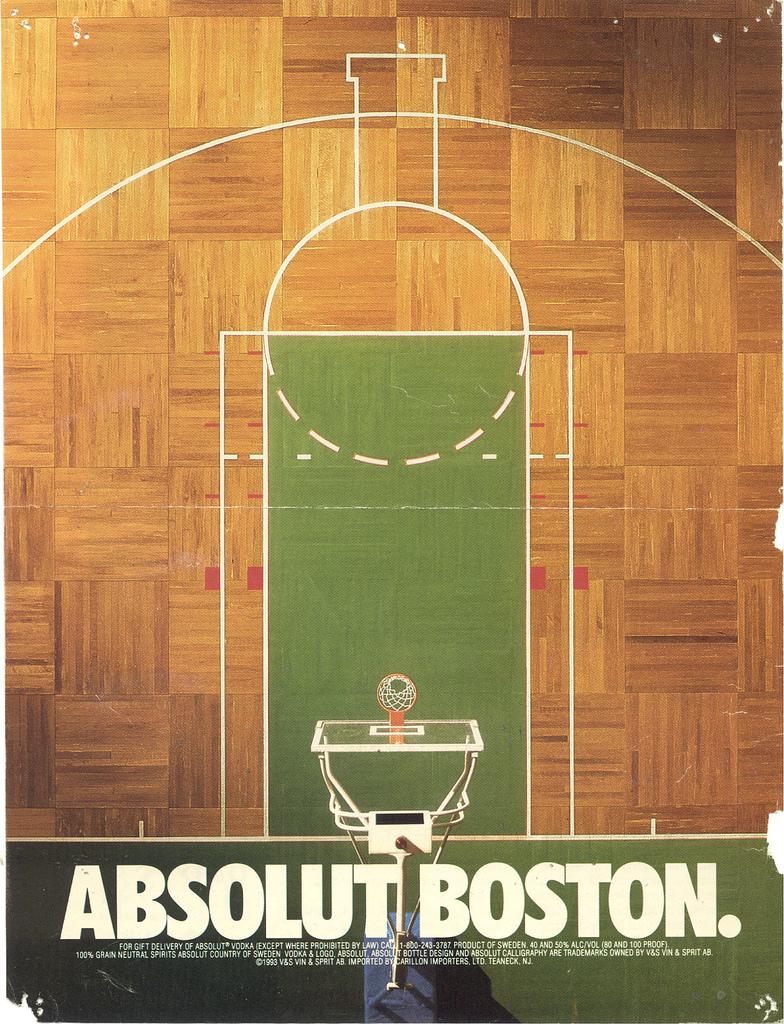 ABSOLUT BOSTON.
FOR GIFT DELIVERY OF ABSOLUT® VODKA (EXCEPT WHERE PROHIBITED BY LAW) CALL 1-800-243-3787. PRODUCT OF SWEDEN. 40 AND 50% ALC/VOL (80 AND 100 PROOF).
100% GRAIN NEUTRAL SPIRITS ABSOLUT COUNTRY OF SWEDEN VODKA & LOGO, ABSOLUT, ABSOLUT BOTTLE DESIGN AND ABSOLUT CALLIGRAPHY ARE TRADEMARKS OWNED BY V&S VIN & SPRIT AB.
©1993 V&S VIN & SPRIT AB. IMPORTED BY CARILLON IMPORTERS, LTD. TEANECK, NJ.